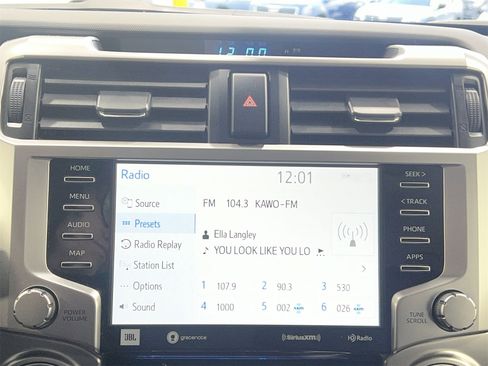 12:00
HOME
MENU
AUDIO
MAP
POWER
VOLUME
Radio
12:01
Source
Presets
Radio Replay
Station List
Options
Sound
FM 104.3 KAWO-FM
Ella Langley
YOU LOOK LIKE YOU LO
1 107.9 2 90.3 3 530
4 1000 5 002 SXM 6 026 SXM
SEEK >
< TRACK
PHONE
APPS
TUNE
SCROLL
JBL
gracenote
SiriusXM
HD Radio